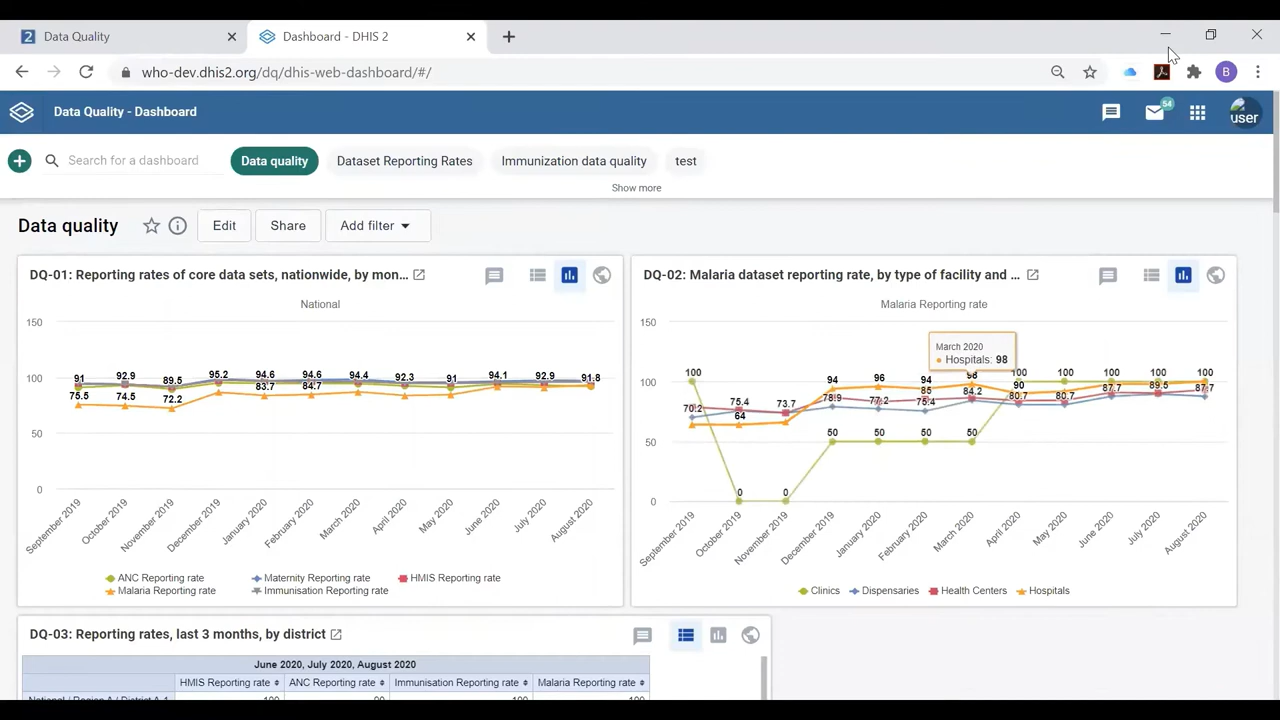 2 Data Quality
Dashboard - DHIS 2
who-dev.dhis2.org/dq/dhis-web-dashboard/#/
B
Data Quality - Dashboard
54
user
Search for a dashboard
Data quality
Dataset Reporting Rates
Immunization data quality
test
Show more
Data quality
Edit
Share
Add filter
DQ-01: Reporting rates of core data sets, nationwide, by mon...
National
150
100
50
0
91 92.9 89.5 95.2 94.6 94.6 94.4 92.3 91 94.1 92.9 91.8
75.5 74.5 72.2 83.7 84.7
September 2019
October 2019
November 2019
December 2019
January 2020
February 2020
March 2020
April 2020
May 2020
June 2020
July 2020
August 2020
ANC Reporting rate
Maternity Reporting rate
HMIS Reporting rate
Malaria Reporting rate
Immunisation Reporting rate
DQ-02: Malaria dataset reporting rate, by type of facility and ...
Malaria Reporting rate
March 2020
Hospitals: 98
150
100
50
0
100 94 96 94 98 100 100 100 100 100
70.2 75.4 73.7 78.9 77.2 85 84.2 90 87.7 89.5 87.7
64 75.4 80.7 80.7
50 50 50 50
0 0
September 2019
October 2019
November 2019
December 2019
January 2020
February 2020
March 2020
April 2020
May 2020
June 2020
July 2020
August 2020
Clinics
Dispensaries
Health Centers
Hospitals
DQ-03: Reporting rates, last 3 months, by district
June 2020, July 2020, August 2020
HMIS Reporting rate
ANC Reporting rate
Immunisation Reporting rate
Malaria Reporting rate